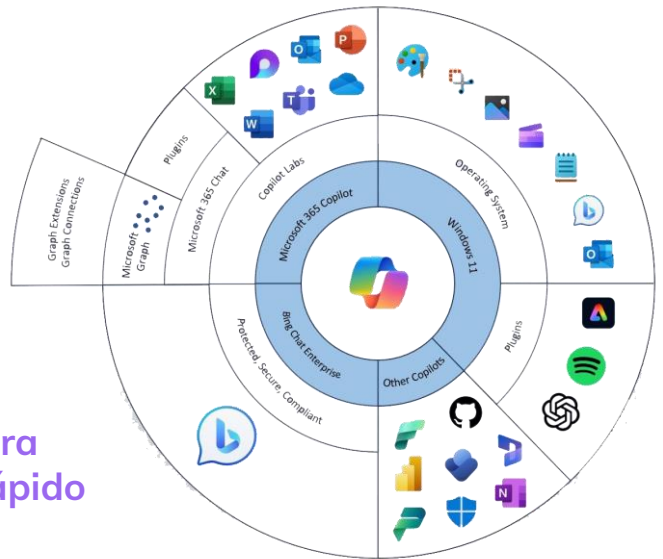 Graph Extensions
Graph Connections
Microsoft
Graph
Plugins
Microsoft 365 Chat
Copilot Labs
Microsoft 365 Copilot
Operating System
Windows 11
Plugins
Other Copilots
Bing Chat Enterprise
Protected, Secure, Compliant
X
W
O
T
P
O
N
ra
ápido